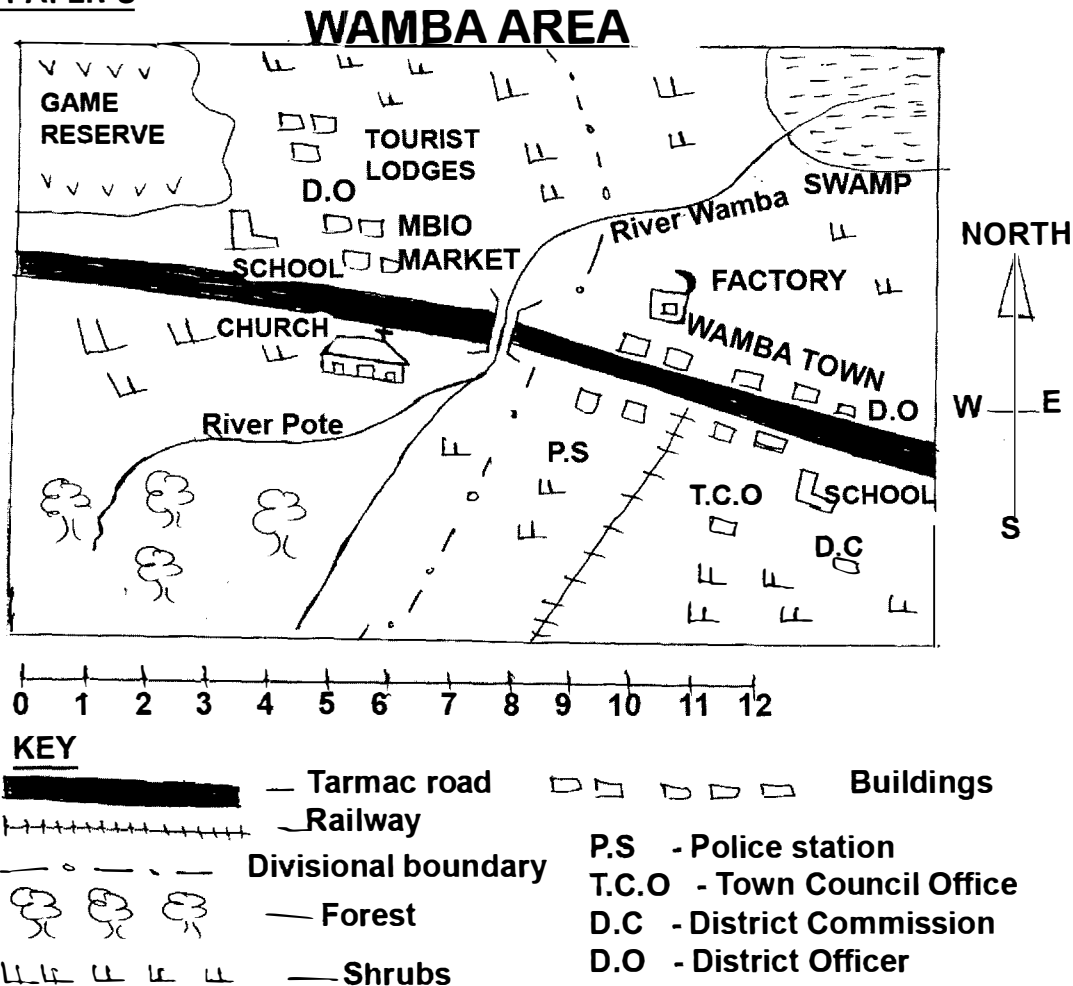 WAMBA AREA
GAME
RESERVE
TOURIST
LODGES
D.O
SWAMP
River Wamba
MBIO
MARKET
SCHOOL
NORTH
FACTORY
CHURCH
WAMBA TOWN
D.O
W E
River Pote
P.S
T.C.O
SCHOOL
S
D.C
0 1 2 3 4 5 6 7 8 9 10 11 12
KEY
Tarmac road
Buildings
Railway
Divisional boundary
Forest
Shrubs
P.S - Police station
T.C.O - Town Council Office
D.C - District Commission
D.O - District Officer